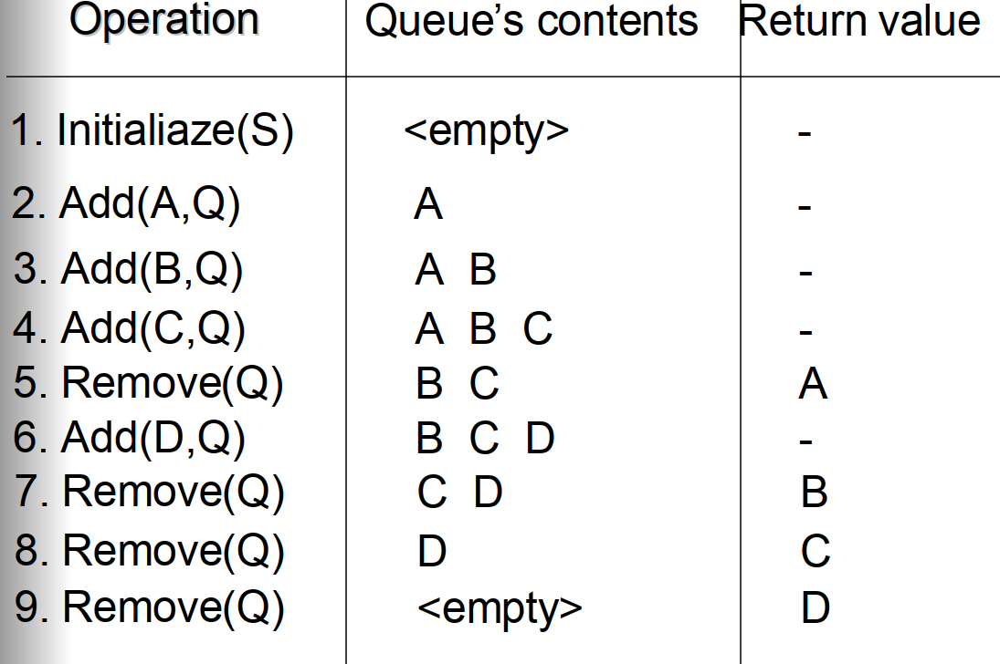 Operation Queue's contents Return value
1. Initialiaze(S) <empty> -
2. Add(A,Q) A -
3. Add(B,Q) A B -
4. Add(C,Q) A B C -
5. Remove(Q) B C A
6. Add(D,Q) B C D -
7. Remove(Q) C D B
8. Remove(Q) D C
9. Remove(Q) <empty> D